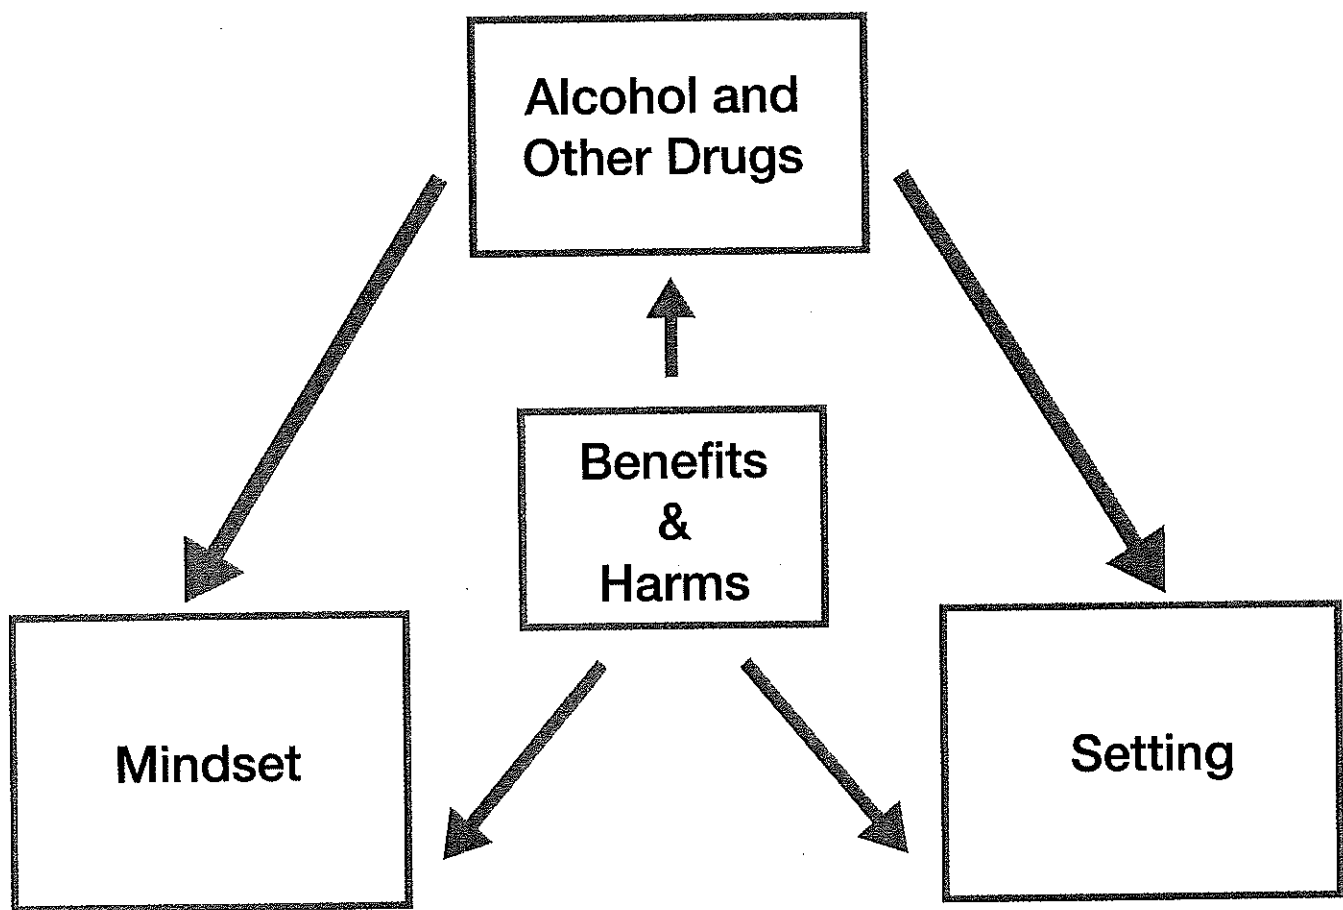 Alcohol and
Other Drugs
Benefits
&
Harms
Mindset
Setting